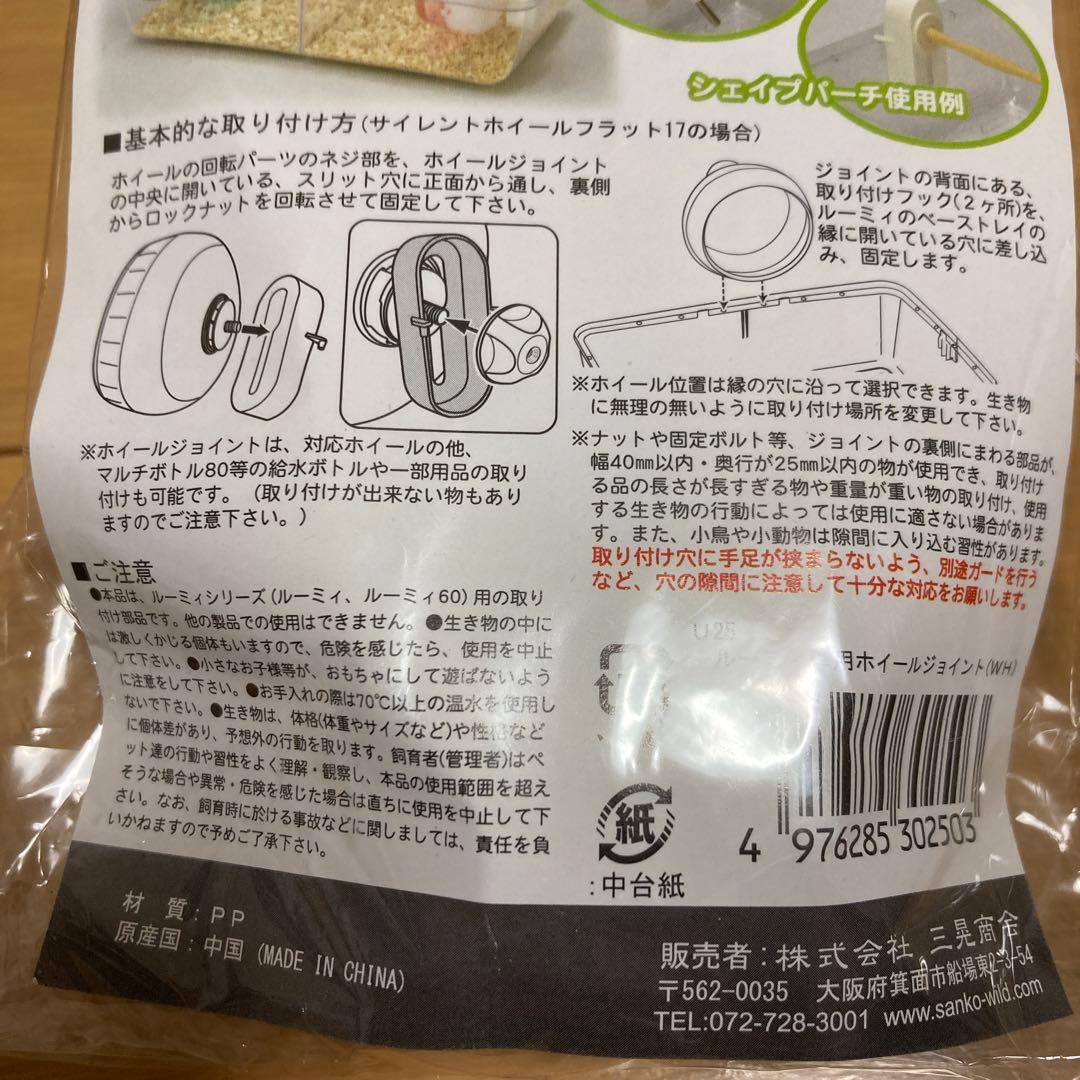 シェイプパーチ使用例
■基本的な取り付け方(サイレントホイールフラット17の場合)
ホイールの回転パーツのネジ部を、ホイールジョイント
の中央に開いている、スリット穴に正面から通し、裏側
からロックナットを回転させて固定して下さい。
ジョイントの背面にある、
取り付けフック(2ヶ所)を、
ルーミィのベーストレイの
縁に開いている穴に差し込
み、固定します。
※ホイールジョイントは、対応ホイールの他、
マルチボトル80等の給水ボトルや一部用品の取り
付けも可能です。(取り付けが出来ない物もあり
ますのでご注意下さい。)
※ホイール位置は縁の穴に沿って選択できます。生き物
に無理の無いように取り付け場所を変更して下さい。
※ナットや固定ボルト等、ジョイントの裏側にまわる部品が、
幅40㎜以内・奥行が25㎜以内の物が使用でき、取り付け
る品の長さが長すぎる物や重量が重い物の取り付け、使用
する生き物の行動によっては使用に適さない場合がありま
す。また、小鳥や小動物は隙間に入り込む習性があります。
取り付け穴に手足が挟まらないよう、別途ガードを行う
など、穴の隙間に注意して十分な対応をお願いします。
■ご注意
●本品は、ルーミィシリーズ(ルーミィ、ルーミィ60)用の取り
付け部品です。他の製品での使用はできません。●生き物の中に
は激しくかじる個体もいますので、危険を感じたら、使用を中止
して下さい。●小さなお子様等が、おもちゃにして遊ばないよう
に注意をして下さい。●お手入れの際は70℃以上の温水を使用し
ないで下さい。●生き物は、体格(体重やサイズなど)や性格など
に個体差があり、予想外の行動を取ります。飼育者(管理者)はペ
ット達の行動や習性をよく理解・観察し、本品の使用範囲を超え
そうな場合や異常・危険を感じた場合は直ちに使用を中止して下
さい。なお、飼育時に於ける事故などに関しましては、責任を負
いかねますので予めご了承下さい。
用ホイールジョイント(WH)
紙
:中台紙
4 976285 302503
材 質:PP
原産国:中国 (MADE IN CHINA)
販売者:株式会社 三晃商会
〒562-0035 大阪府箕面市船場東2-3-54
TEL:072-728-3001 www.sanko-wild.com